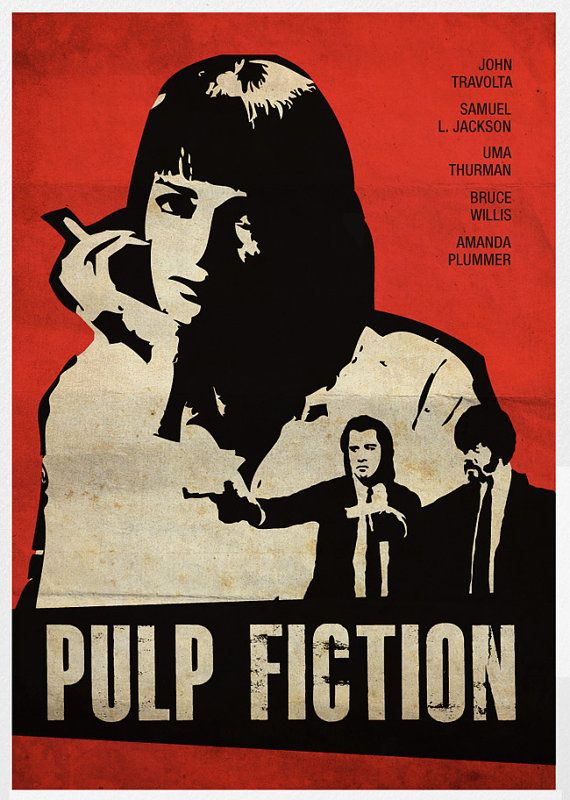 JOHN
TRAVOLTA
SAMUEL
L. JACKSON
UMA
THURMAN
BRUCE
WILLIS
AMANDA
PLUMMER
PULP FICTION